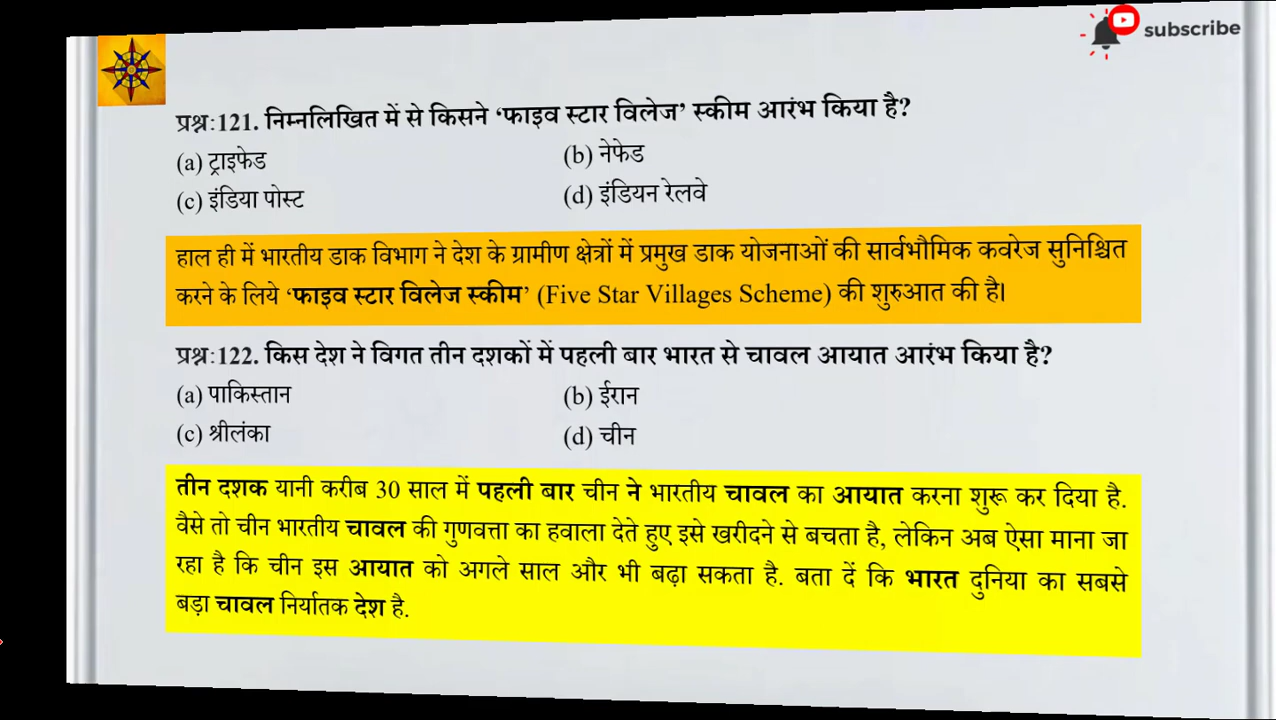 subscribe
प्रश्न:121. निम्नलिखित में से किसने ‘फाइव स्टार विलेज’ स्कीम आरंभ किया है?
(a) ट्राइफेड (b) नेफेड
(c) इंडिया पोस्ट (d) इंडियन रेलवे
हाल ही में भारतीय डाक विभाग ने देश के ग्रामीण क्षेत्रों में प्रमुख डाक योजनाओं की सार्वभौमिक कवरेज सुनिश्चित
करने के लिये ‘फाइव स्टार विलेज स्कीम’ (Five Star Villages Scheme) की शुरुआत की है।
प्रश्न:122. किस देश ने विगत तीन दशकों में पहली बार भारत से चावल आयात आरंभ किया है?
(a) पाकिस्तान (b) ईरान
(c) श्रीलंका (d) चीन
तीन दशक यानी करीब 30 साल में पहली बार चीन ने भारतीय चावल का आयात करना शुरू कर दिया है.
वैसे तो चीन भारतीय चावल की गुणवत्ता का हवाला देते हुए इसे खरीदने से बचता है, लेकिन अब ऐसा माना जा
रहा है कि चीन इस आयात को अगले साल और भी बढ़ा सकता है. बता दें कि भारत दुनिया का सबसे
बड़ा चावल निर्यातक देश है.